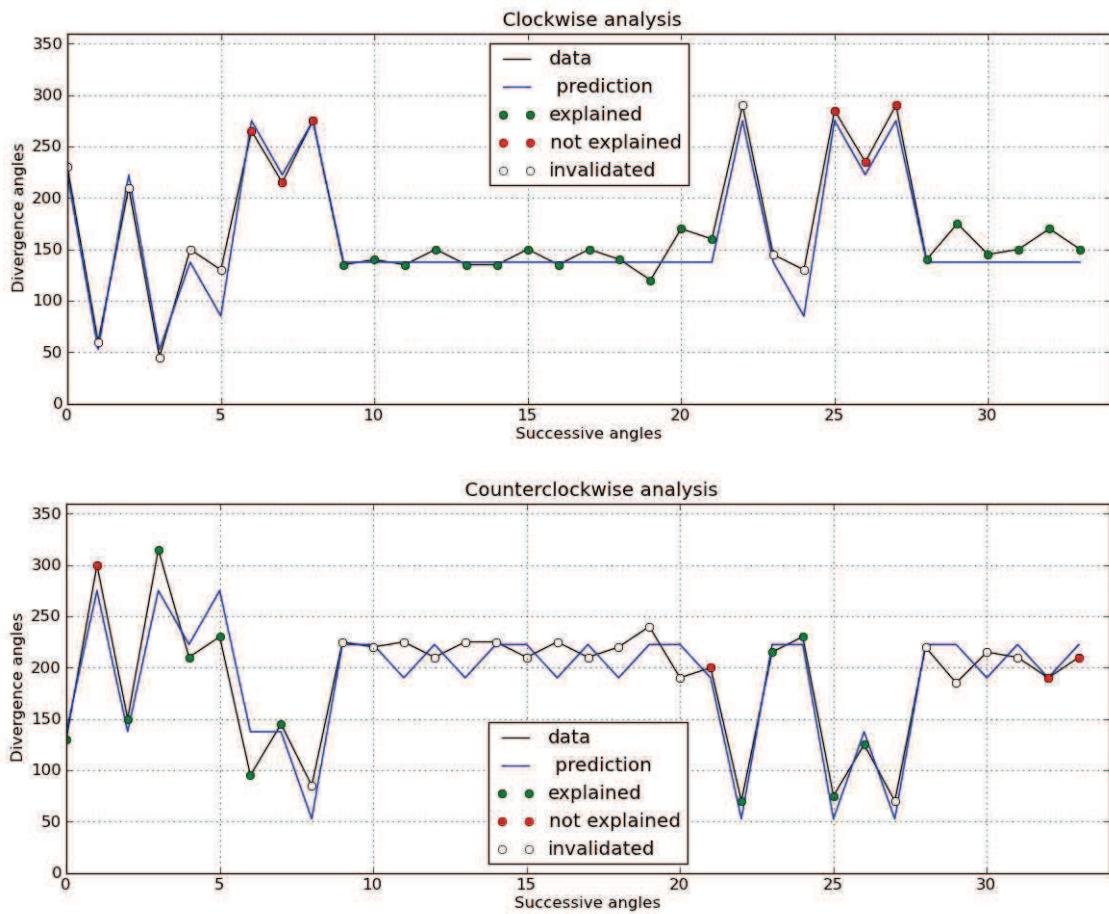 Clockwise analysis
350
300
250
200
150
100
50
0
Divergence angles
data
prediction
explained
not explained
invalidated
0 5 10 15 20 25 30
Successive angles
Counterclockwise analysis
350
300
250
200
150
100
50
0
Divergence angles
data
prediction
explained
not explained
invalidated
0 5 10 15 20 25 30
Successive angles